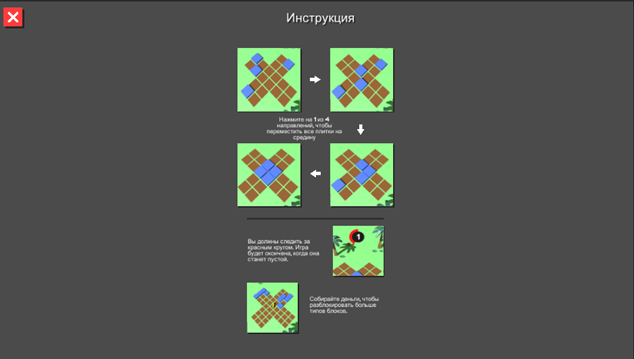 Инструкция
Нажмите на 1 из 4
направлений, чтобы
переместить все плитки на
средину
Вы должны следить за
красным кругом. Игра
будет окончена, когда она
станет пустой.
1
Собирайте деньги, чтобы
разблокировать больше
типов блоков.